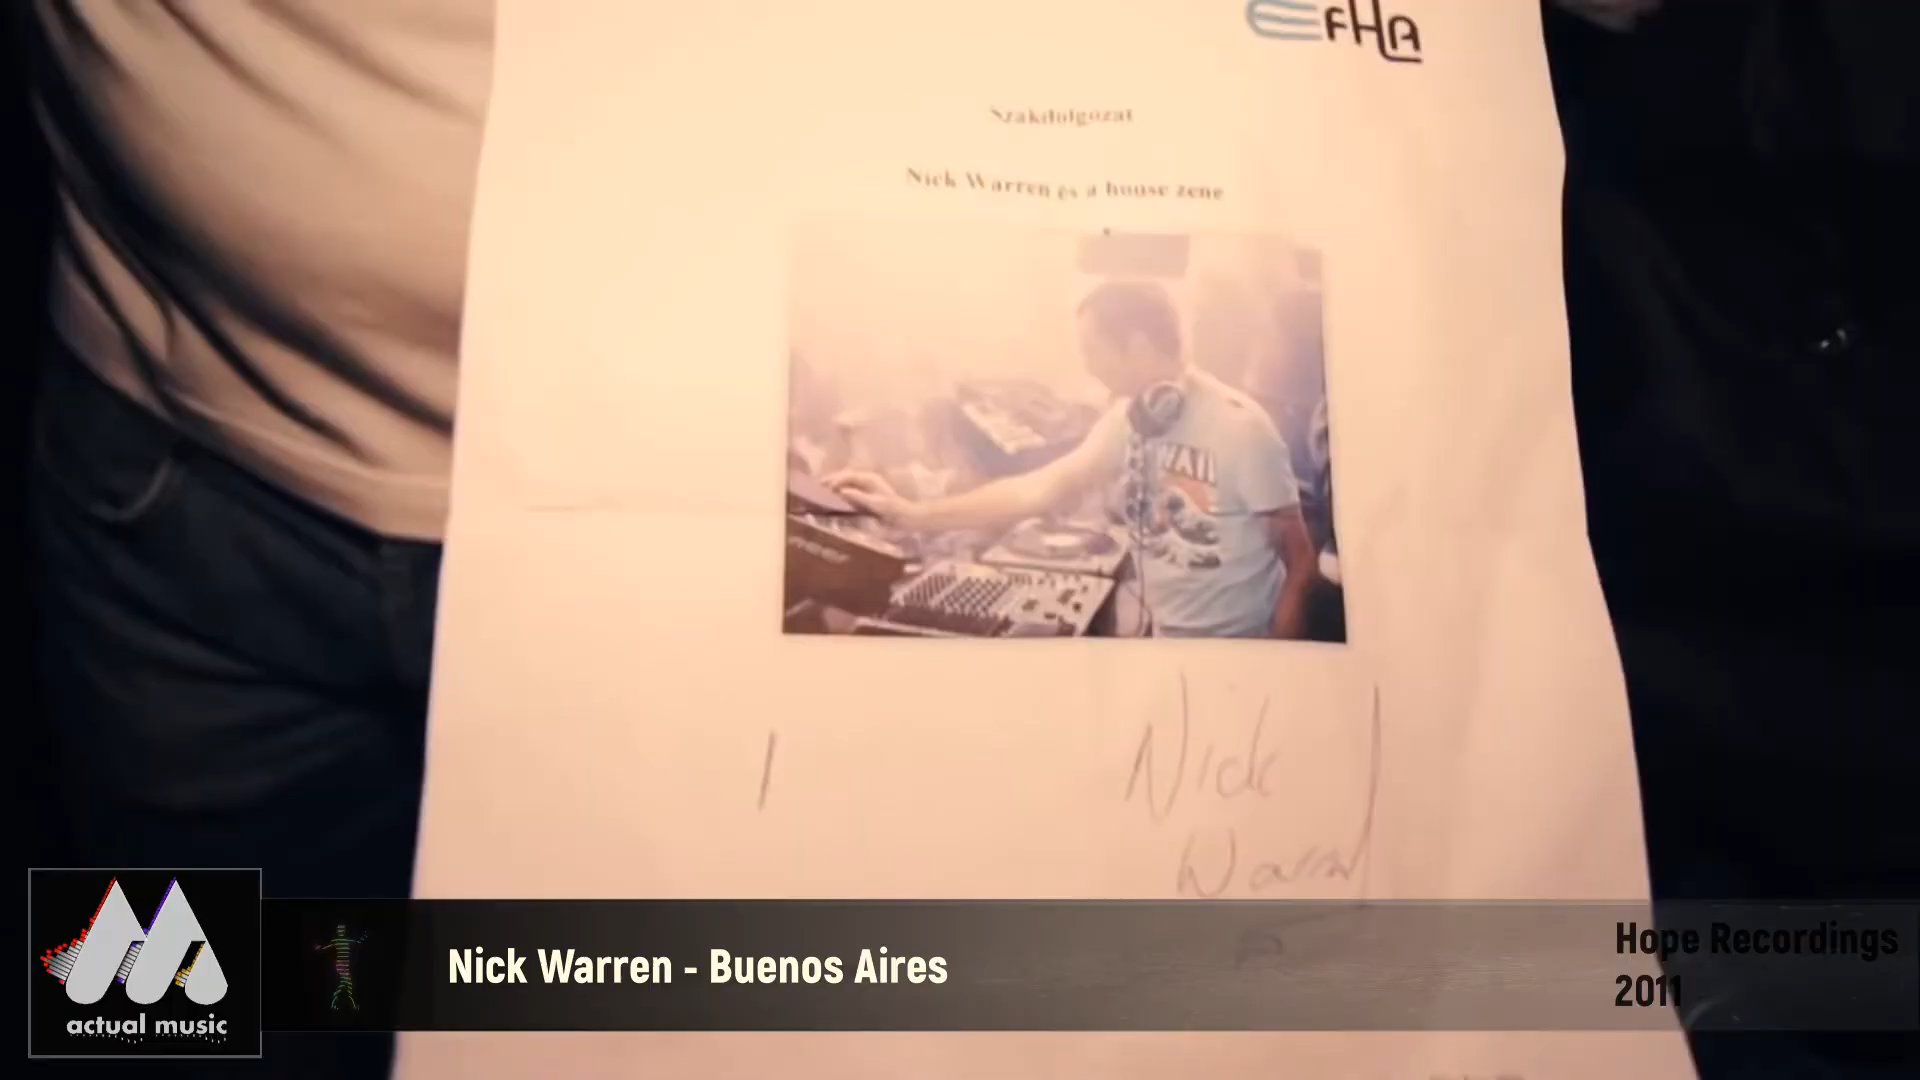 EFHA
Szakdolgozat
Nick Warren és a house zene
Nick
Warren
Nick Warren - Buenos Aires
Hope Recordings
2011
actual music